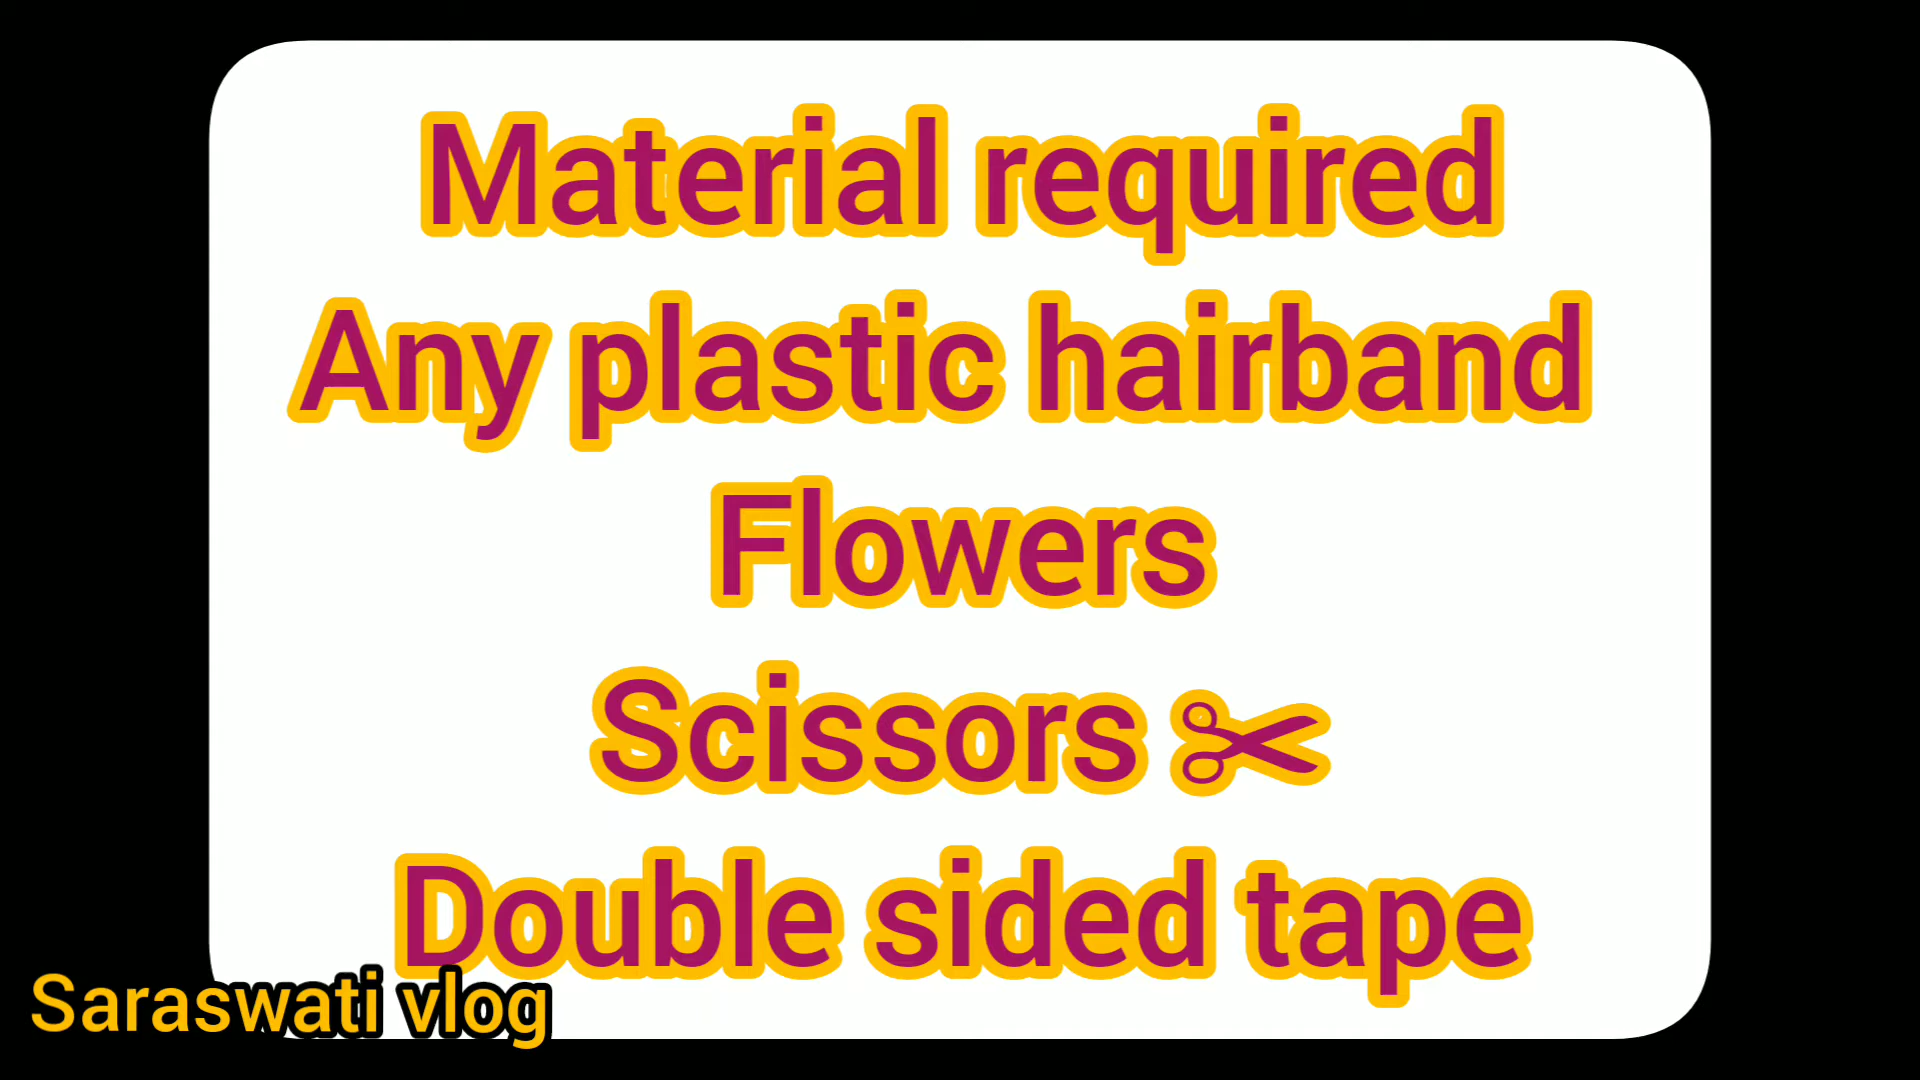 Material required
Any plastic hairband
Flowers
Scissors ✂
Double sided tape
Saraswati vlog